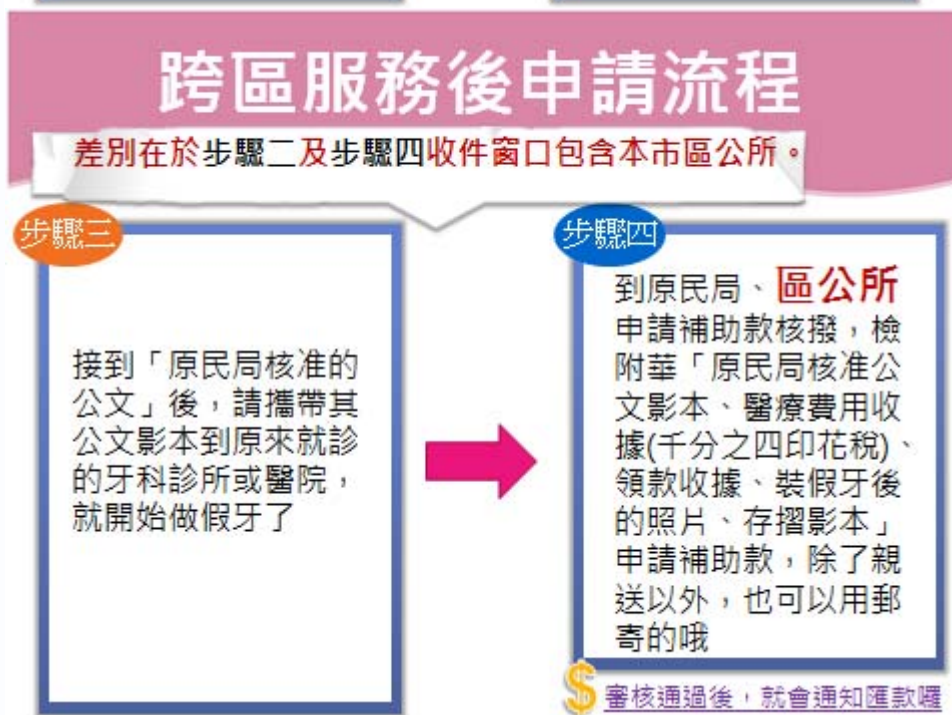 跨區服務後申請流程
差別在於步驟二及步驟四收件窗口包含本市區公所。
步驟三
接到「原民局核准的
公文」後，請攜帶其
公文影本到原來就診
的牙科診所或醫院，
就開始做假牙了
步驟四
到原民局、區公所
申請補助款核撥，檢
附華「原民局核准公
文影本、醫療費用收
據(千分之四印花稅)、
領款收據、裝假牙後
的照片、存摺影本」
申請補助款，除了親
送以外，也可以用郵
寄的哦
$ 審核通過後，就會通知匯款囉